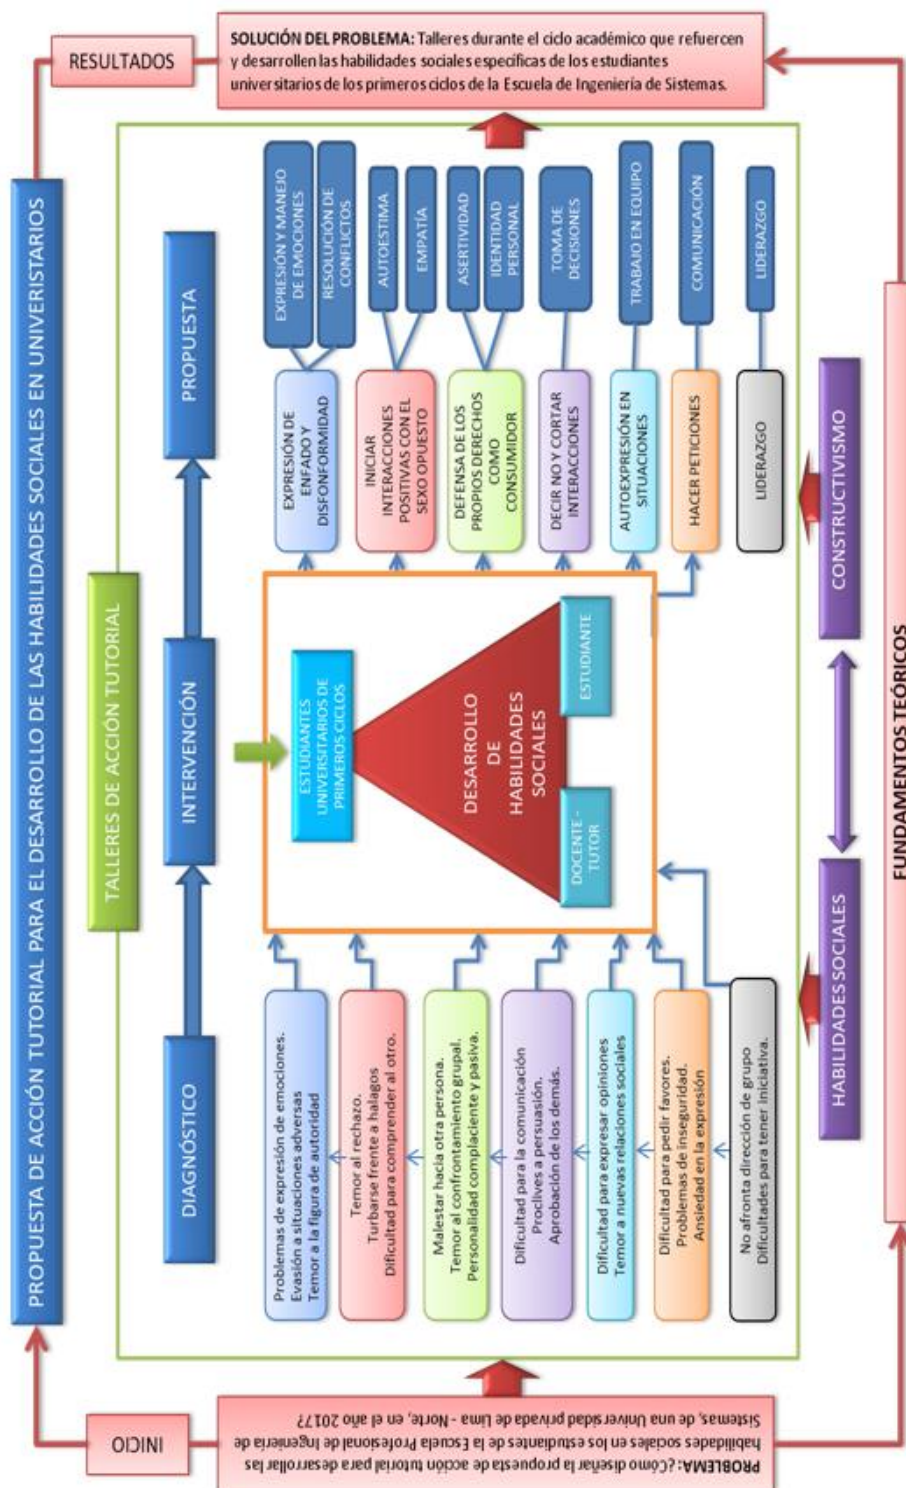 PROPUESTA DE ACCIÓN TUTORIAL PARA EL DESARROLLO DE LAS HABILIDADES SOCIALES EN UNIVERISTARIOS
INICIO
RESULTADOS
PROBLEMA: ¿Cómo diseñar la propuesta de acción tutorial para desarrollar las
habilidades sociales en los estudiantes de la Escuela Profesional de Ingeniería de
Sistemas, de una Universidad privada de Lima - Norte, en el año 2017??
TALLERES DE ACCIÓN TUTORIAL
DIAGNÓSTICO
INTERVENCIÓN
PROPUESTA
Problemas de expresión de emociones.
Evasión a situaciones adversas
Temor a la figura de autoridad
Temor al rechazo.
Turbarse frente a halagos
Dificultad para comprender al otro.
Malestar hacia otra persona.
Temor al confrontamiento grupal.
Personalidad complaciente y pasiva.
Dificultad para la comunicación
Proclives a persuasión.
Aprobación de los demás.
Dificultad para expresar opiniones
Temor a nuevas relaciones sociales
Dificultad para pedir favores.
Problemas de inseguridad.
Ansiedad en la expresión
No afronta dirección de grupo
Dificultades para tener iniciativa.
ESTUDIANTES
UNIVERSITARIOS DE
PRIMEROS CICLOS
DESARROLLO
DE
HABILIDADES
SOCIALES
DOCENTE -
TUTOR
ESTUDIANTE
EXPRESIÓN DE
ENFADO Y
DISFONFORMIDAD
INICIAR
INTERACCIONES
POSITIVAS CON EL
SEXO OPUESTO
DEFENSA DE LOS
PROPIOS DERECHOS
COMO
CONSUMIDOR
DECIR NO Y CORTAR
INTERACCIONES
AUTOEXPRESIÓN EN
SITUACIONES
HACER PETICIONES
LIDERAZGO
EXPRESIÓN Y MANEJO
DE EMOCIONES
RESOLUCIÓN DE
CONFLICTOS
AUTOESTIMA
EMPATÍA
ASERTIVIDAD
IDENTIDAD
PERSONAL
TOMA DE
DECISIONES
TRABAJO EN EQUIPO
COMUNICACIÓN
LIDERAZGO
SOLUCIÓN DEL PROBLEMA: Talleres durante el ciclo académico que refuercen
y desarrollen las habilidades sociales específicas de los estudiantes
universitarios de los primeros ciclos de la Escuela de Ingeniería de Sistemas.
HABILIDADES SOCIALES
CONSTRUCTIVISMO
FUNDAMENTOS TEÓRICOS